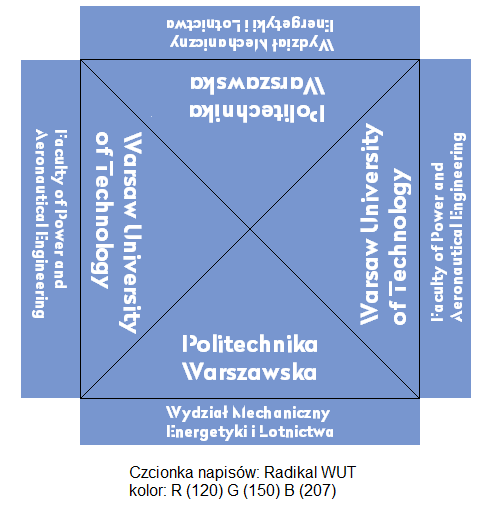 Wydział Mechaniczny
Energetyki i Lotnictwa
Politechnika
Warszawska
Faculty of Power and
Aeronautical Engineering
Warsaw University
of Technology
Warsaw University
of Technology
Faculty of Power and
Aeronautical Engineering
Politechnika
Warszawska
Wydział Mechaniczny
Energetyki i Lotnictwa
Czcionka napisów: Radikal WUT
kolor: R (120) G (150) B (207)